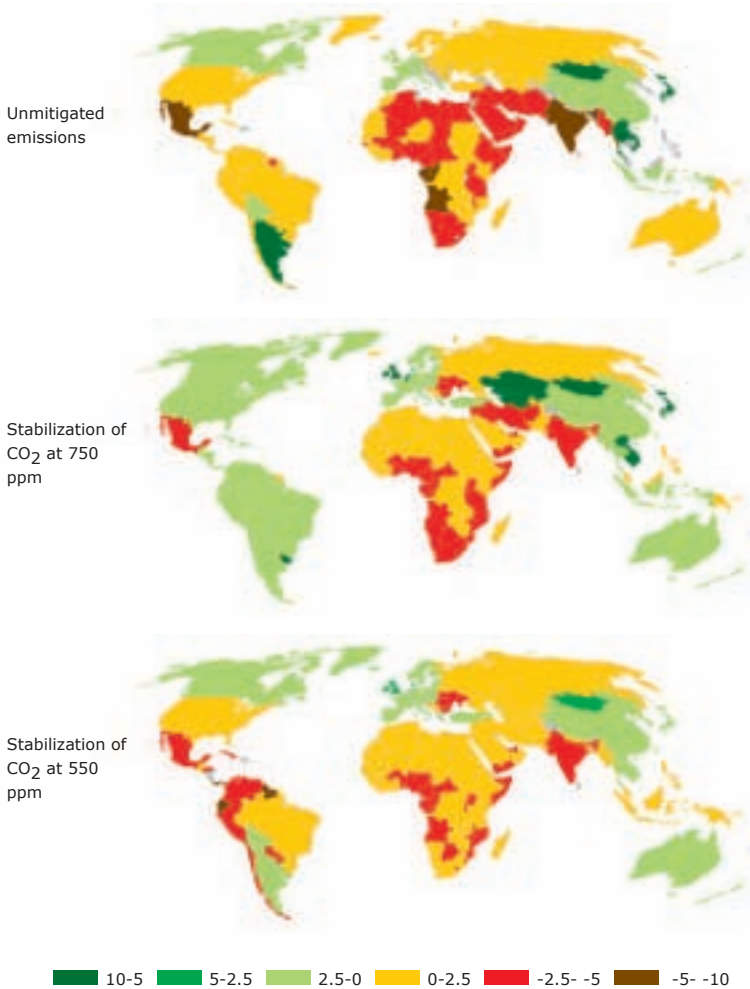 Unmitigated
emissions
Stabilization of
CO2 at 750
ppm
Stabilization of
CO2 at 550
ppm
10-5 5-2.5 2.5-0 0-2.5 -2.5- -5 -5- -10